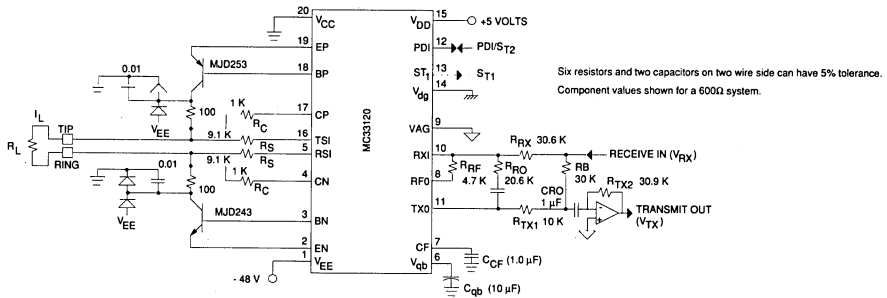 20 VCC
VDD 15 +5 VOLTS
19 EP
PDI 12 PDI/ST2
MJD253
18 BP
ST1 13 ST1
Six resistors and two capacitors on two wire side can have 5% tolerance.
Component values shown for a 600Ω system.
0.01
14 Vdg
1 K
17 CP
100
RC
VEE
MC33120
VAG 9
IL
TIP
9.1 K
16 TSI
RS
RRX 30.6 K
RL
RING
5 RSI
RXI 10
RECEIVE IN (VRX)
9.1 K
RS
0.01
1 K
RRF
4.7 K
RRO
20.6 K
RB
30 K
RTX2 30.9 K
4 CN
RF0 8
100
RC
CRO
1 µF
TX0 11
RTX1 10 K
TRANSMIT OUT
(VTX)
MJD243
3 BN
VEE
2 EN
CF 7
CCF (1.0 µF)
1 VEE
Vqb 6
- 48 V
Cqb (10 µF)